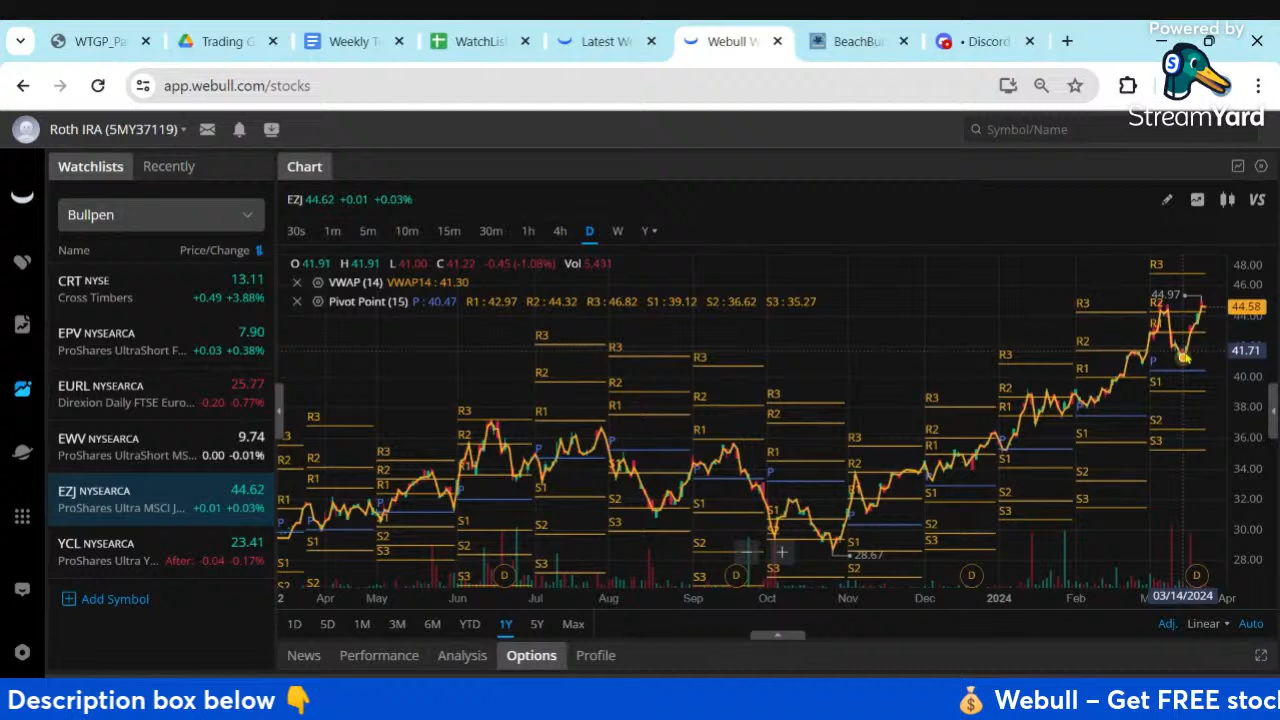 Powered by
StreamYard
WTGP_Pa
Trading G
Weekly T
WatchLis
Latest We
Webull W
BeachBu
• Discord
app.webull.com/stocks
Roth IRA (5MY37119)
Symbol/Name
Watchlists
Recently
Chart
Bullpen
EZJ 44.62 +0.01 +0.03%
VS
30s 1m 5m 10m 15m 30m 1h 4h D W Y
Name Price/Change
O 41.91 H 41.91 L 41.00 C 41.22 -0.45 (-1.08%) Vol 5,431
VWAP (14) VWAP14 : 41.30
Pivot Point (15) P : 40.47 R1 : 42.97 R2 : 44.32 R3 : 46.82 S1 : 39.12 S2 : 36.62 S3 : 35.27
CRT NYSE 13.11
Cross Timbers +0.49 +3.88%
EPV NYSEARCA 7.90
ProShares UltraShort F... +0.03 +0.38%
EURL NYSEARCA 25.77
Direxion Daily FTSE Euro... -0.20 -0.77%
EWV NYSEARCA 9.74
ProShares UltraShort MS... 0.00 -0.01%
EZJ NYSEARCA 44.62
ProShares Ultra MSCI J... +0.01 +0.03%
YCL NYSEARCA 23.41
ProShares Ultra Y... After: -0.04 -0.17%
Add Symbol
48.00
46.00
44.97
44.58
44.00
41.71
40.00
38.00
36.00
34.00
32.00
30.00
28.00
28.67
2 Apr May Jun Jul Aug Sep Oct Nov Dec 2024 Feb M 03/14/2024 Apr
1D 5D 1M 3M 6M YTD 1Y 5Y Max
Adj. Linear Auto
News Performance Analysis Options Profile
Description box below
Webull – Get FREE stoc